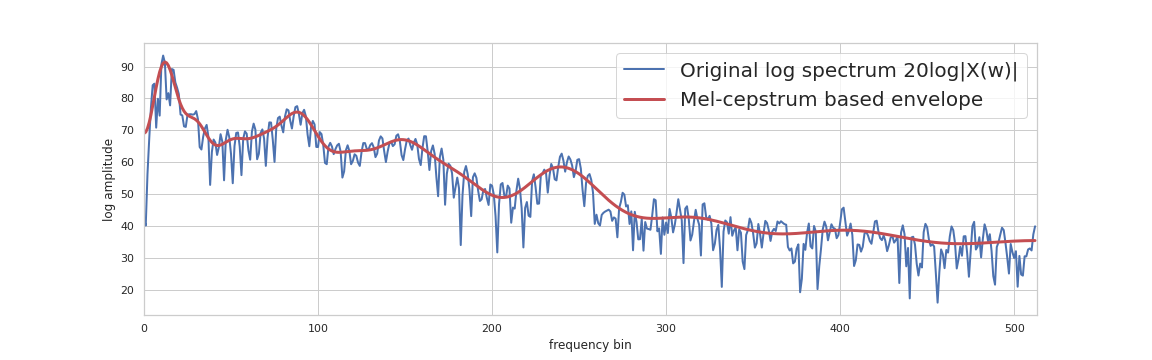 Original log spectrum 20log|X(w)|
Mel-cepstrum based envelope
log amplitude
90
80
70
60
50
40
30
20
0 100 200 300 400 500
frequency bin